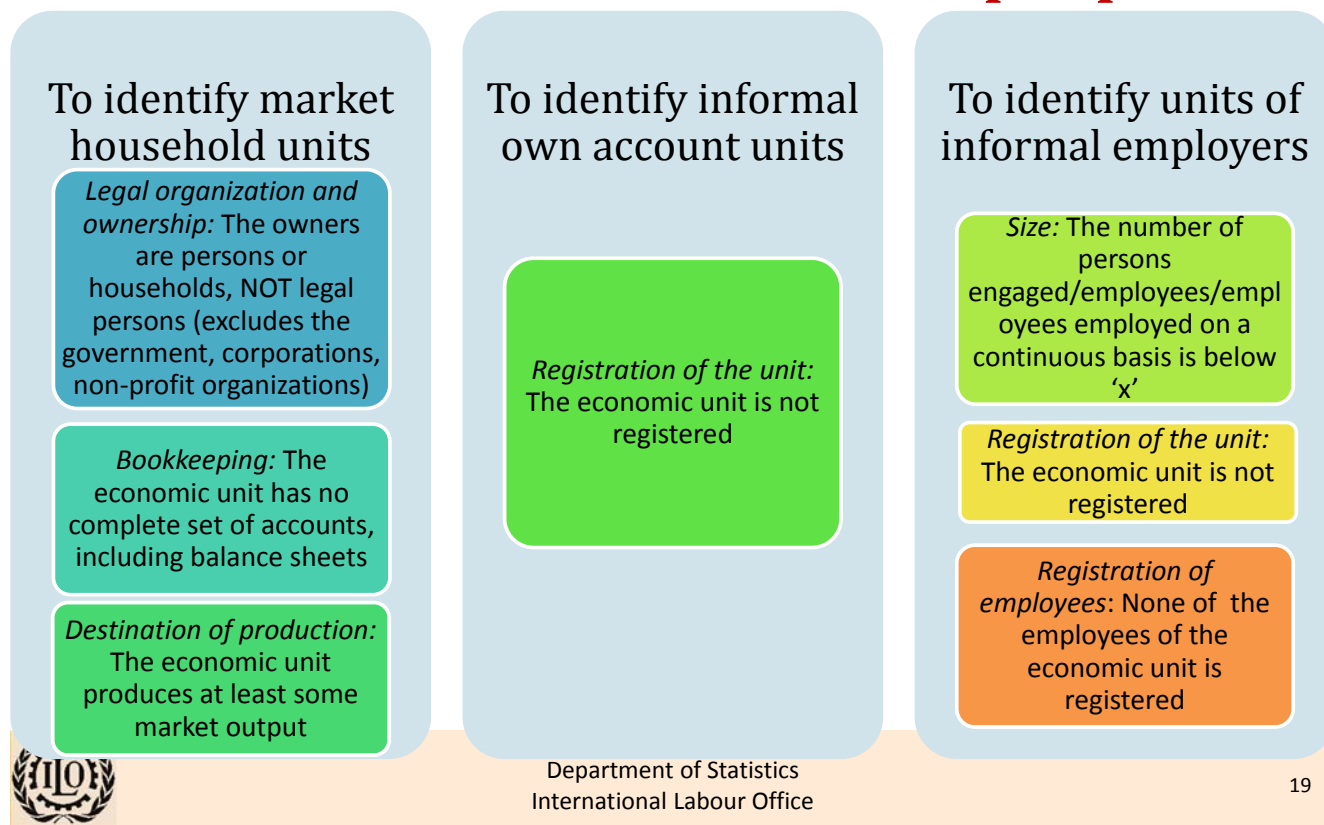 To identify market
household units
Legal organization and
ownership: The owners
are persons or
households, NOT legal
persons (excludes the
government, corporations,
non-profit organizations)
Bookkeeping: The
economic unit has no
complete set of accounts,
including balance sheets
Destination of production:
The economic unit
produces at least some
market output
To identify informal
own account units
Registration of the unit:
The economic unit is not
registered
To identify units of
informal employers
Size: The number of
persons
engaged/employees/empl
oyees employed on a
continuous basis is below
‘x’
Registration of the unit:
The economic unit is not
registered
Registration of
employees: None of the
employees of the
economic unit is
registered
ILO
Department of Statistics
International Labour Office
19